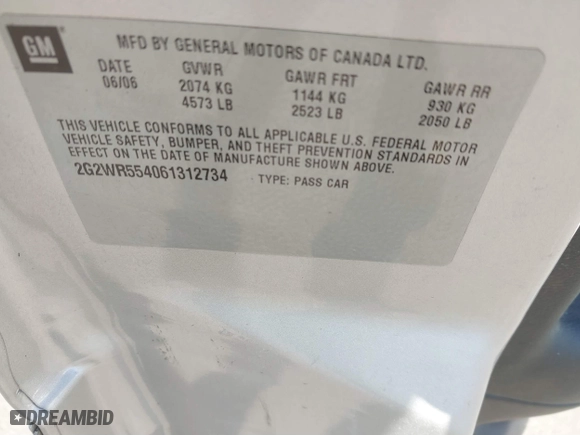 GM
MFD BY GENERAL MOTORS OF CANADA LTD.
DATE GVWR GAWR FRT GAWR RR
06/06 2074 KG 1144 KG 930 KG
4573 LB 2523 LB 2050 LB
THIS VEHICLE CONFORMS TO ALL APPLICABLE U.S. FEDERAL MOTOR
VEHICLE SAFETY, BUMPER, AND THEFT PREVENTION STANDARDS IN
EFFECT ON THE DATE OF MANUFACTURE SHOWN ABOVE.
2G2WR554061312734 TYPE: PASS CAR
DREAMBID